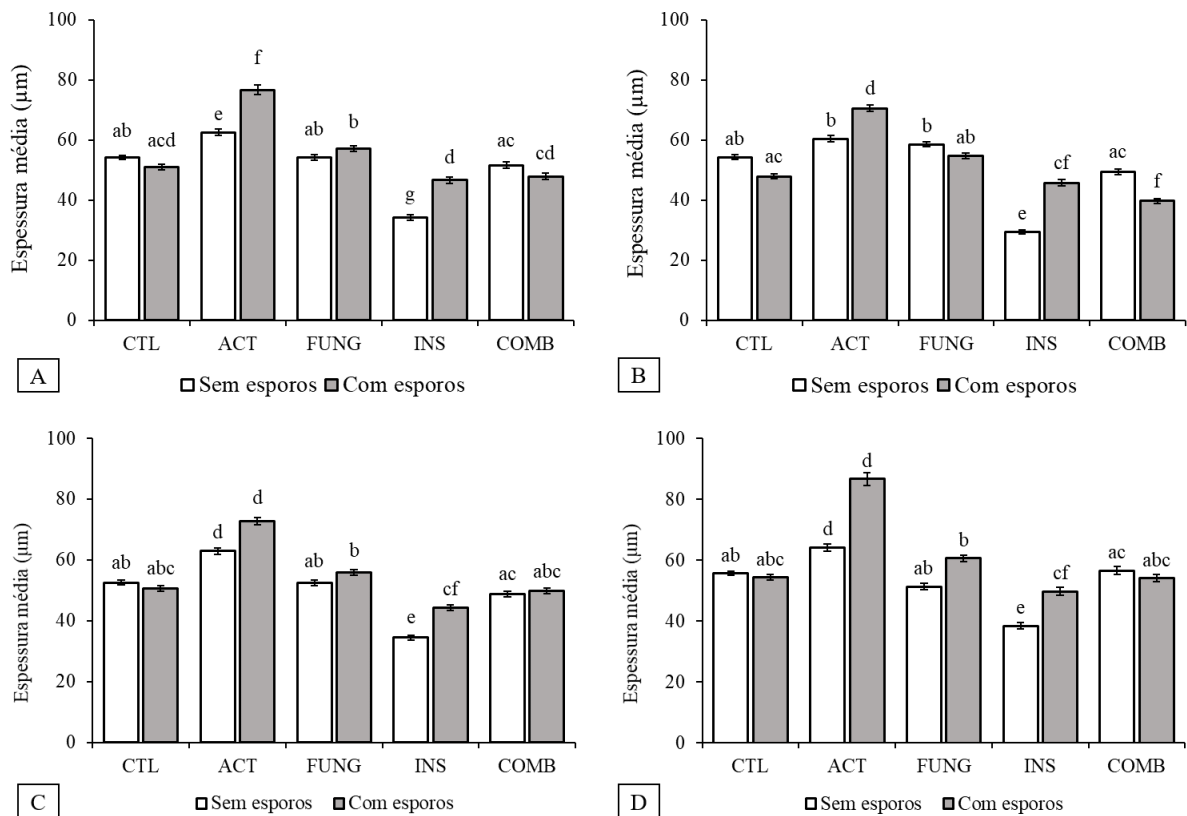 Espessura média (µm)
100
80
60
40
20
0
ab
acd
e
f
ab
b
g
d
ac
cd
CTL ACT FUNG INS COMB
A
Sem esporos Com esporos
Espessura média (µm)
100
80
60
40
20
0
ab
ac
b
d
b
ab
e
cf
ac
f
CTL ACT FUNG INS COMB
B
Sem esporos Com esporos
Espessura média (µm)
100
80
60
40
20
0
ab
abc
d
d
ab
b
e
cf
ac
abc
CTL ACT FUNG INS COMB
C
Sem esporos Com esporos
Espessura média (µm)
100
80
60
40
20
0
ab
abc
d
d
ab
b
e
cf
ac
abc
CTL ACT FUNG INS COMB
D
Sem esporos Com esporos